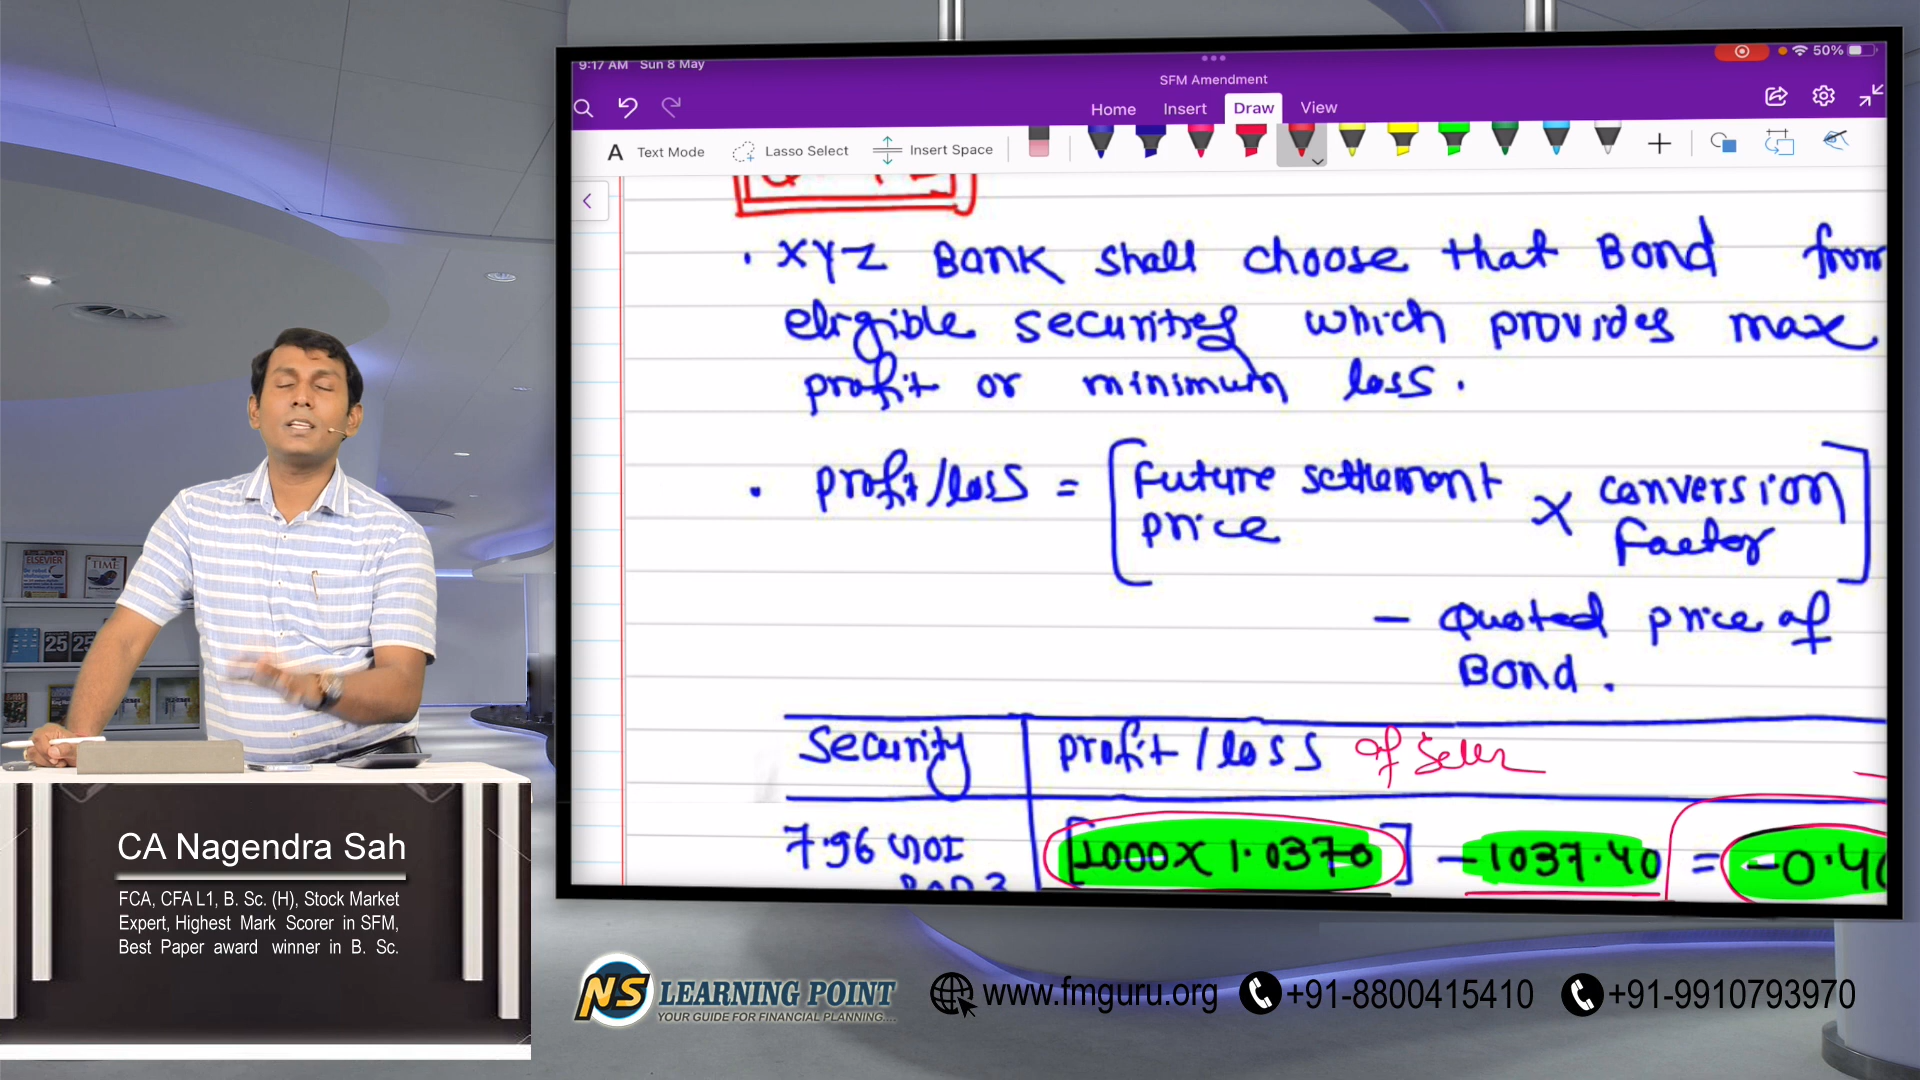 9:17 AM Sun 8 May
50%
SFM Amendment
Home Insert Draw View
A Text Mode Lasso Select Insert Space
• XYZ Bank shall choose that Bond from
eligible securities which provides max
profit or minimum loss.
• profit/loss = [Future settlement price × conversion factor]
− Quoted price of
Bond.
Security profit/loss of Seller
7.96 GOI [1000 X 1.0370] − 1037.40 = −0.40
ELSEVIER
TIME
25
25
CA Nagendra Sah
FCA, CFA L1, B. Sc. (H), Stock Market
Expert, Highest Mark Scorer in SFM,
Best Paper award winner in B. Sc.
NS LEARNING POINT
YOUR GUIDE FOR FINANCIAL PLANNING....
www.fmguru.org +91-8800415410 +91-9910793970